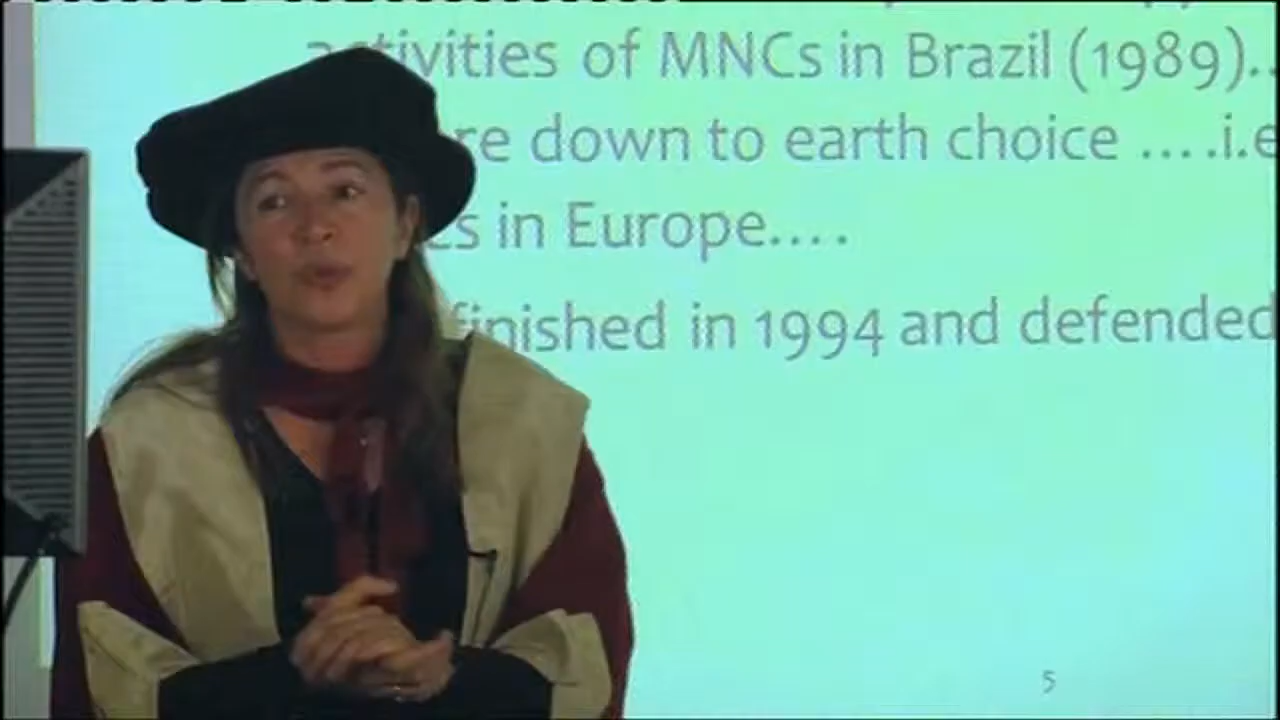 activities of MNCs in Brazil (1989)..
re down to earth choice ....i.e
in Europe....
finished in 1994 and defended
5